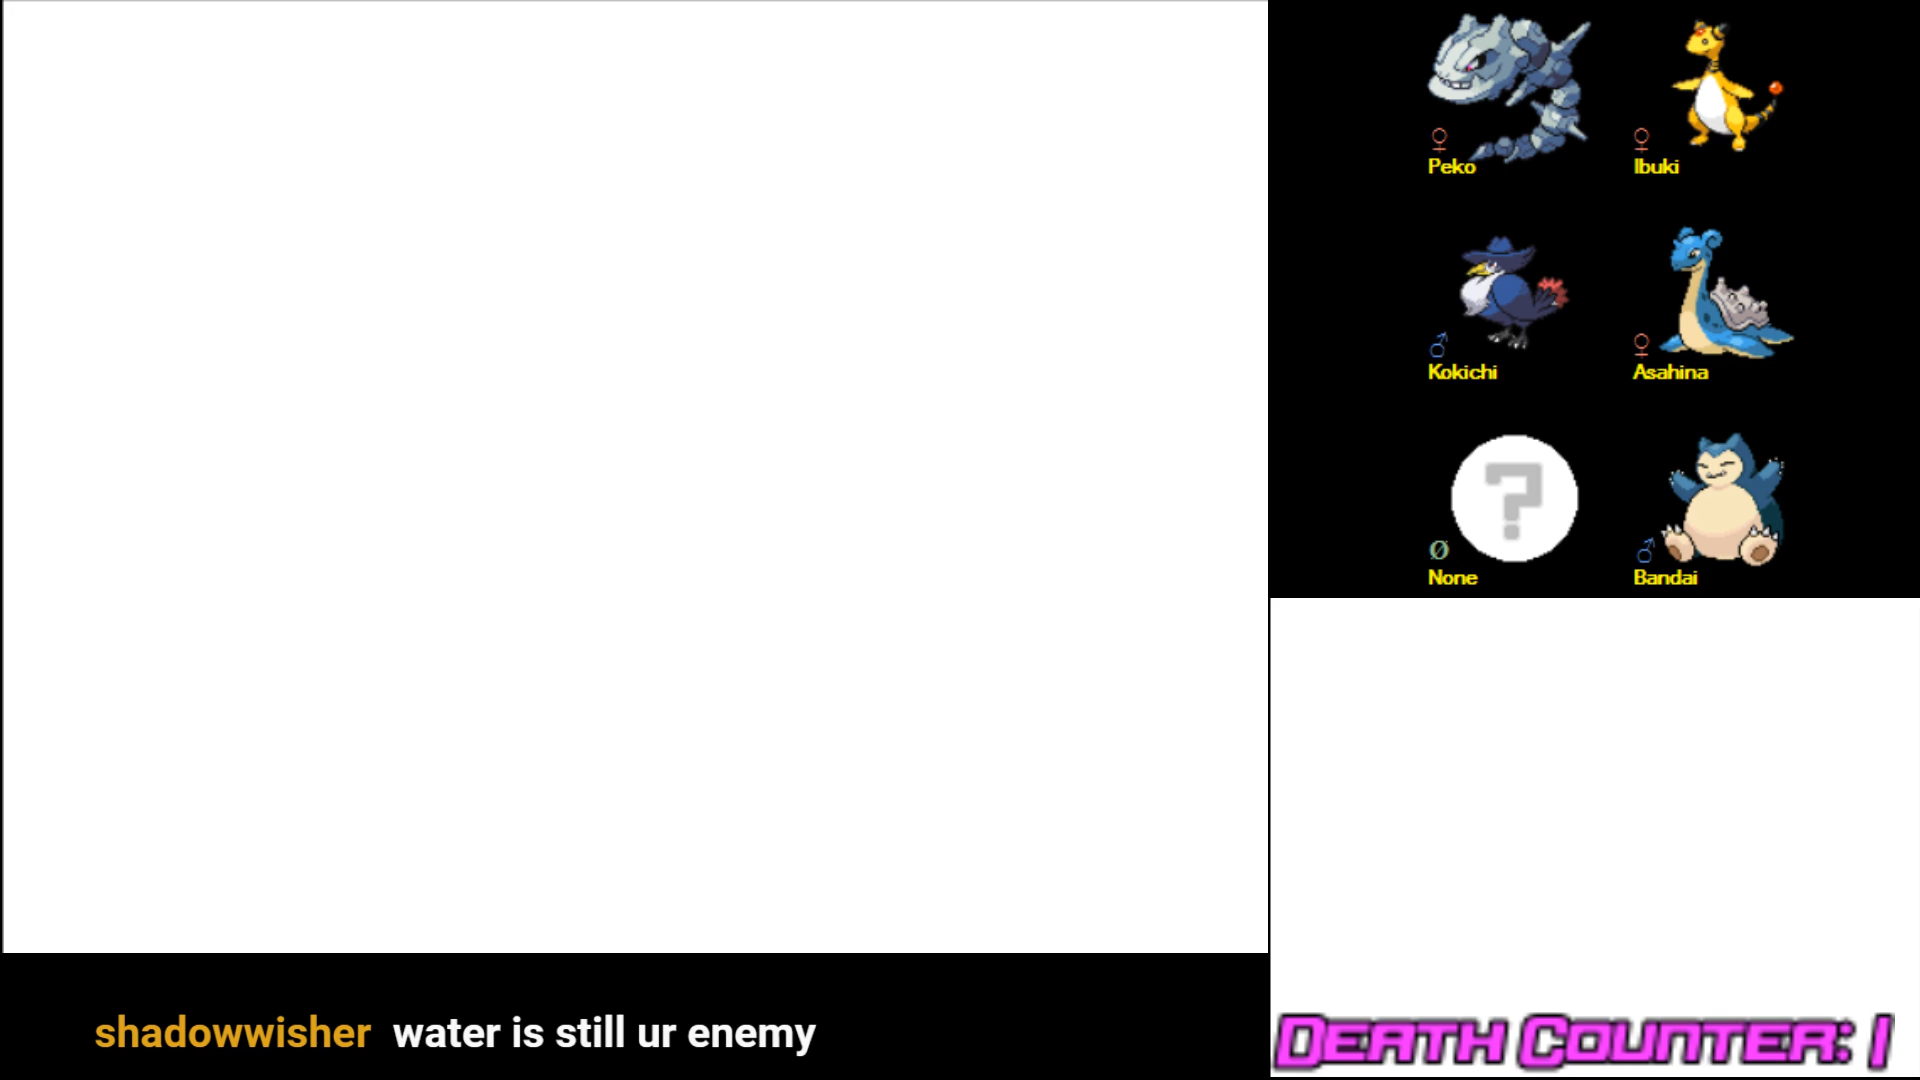 Peko
Ibuki
Kokichi
Asahina
?
None
Bandai
shadowwisher water is still ur enemy
DEATH COUNTER: 1